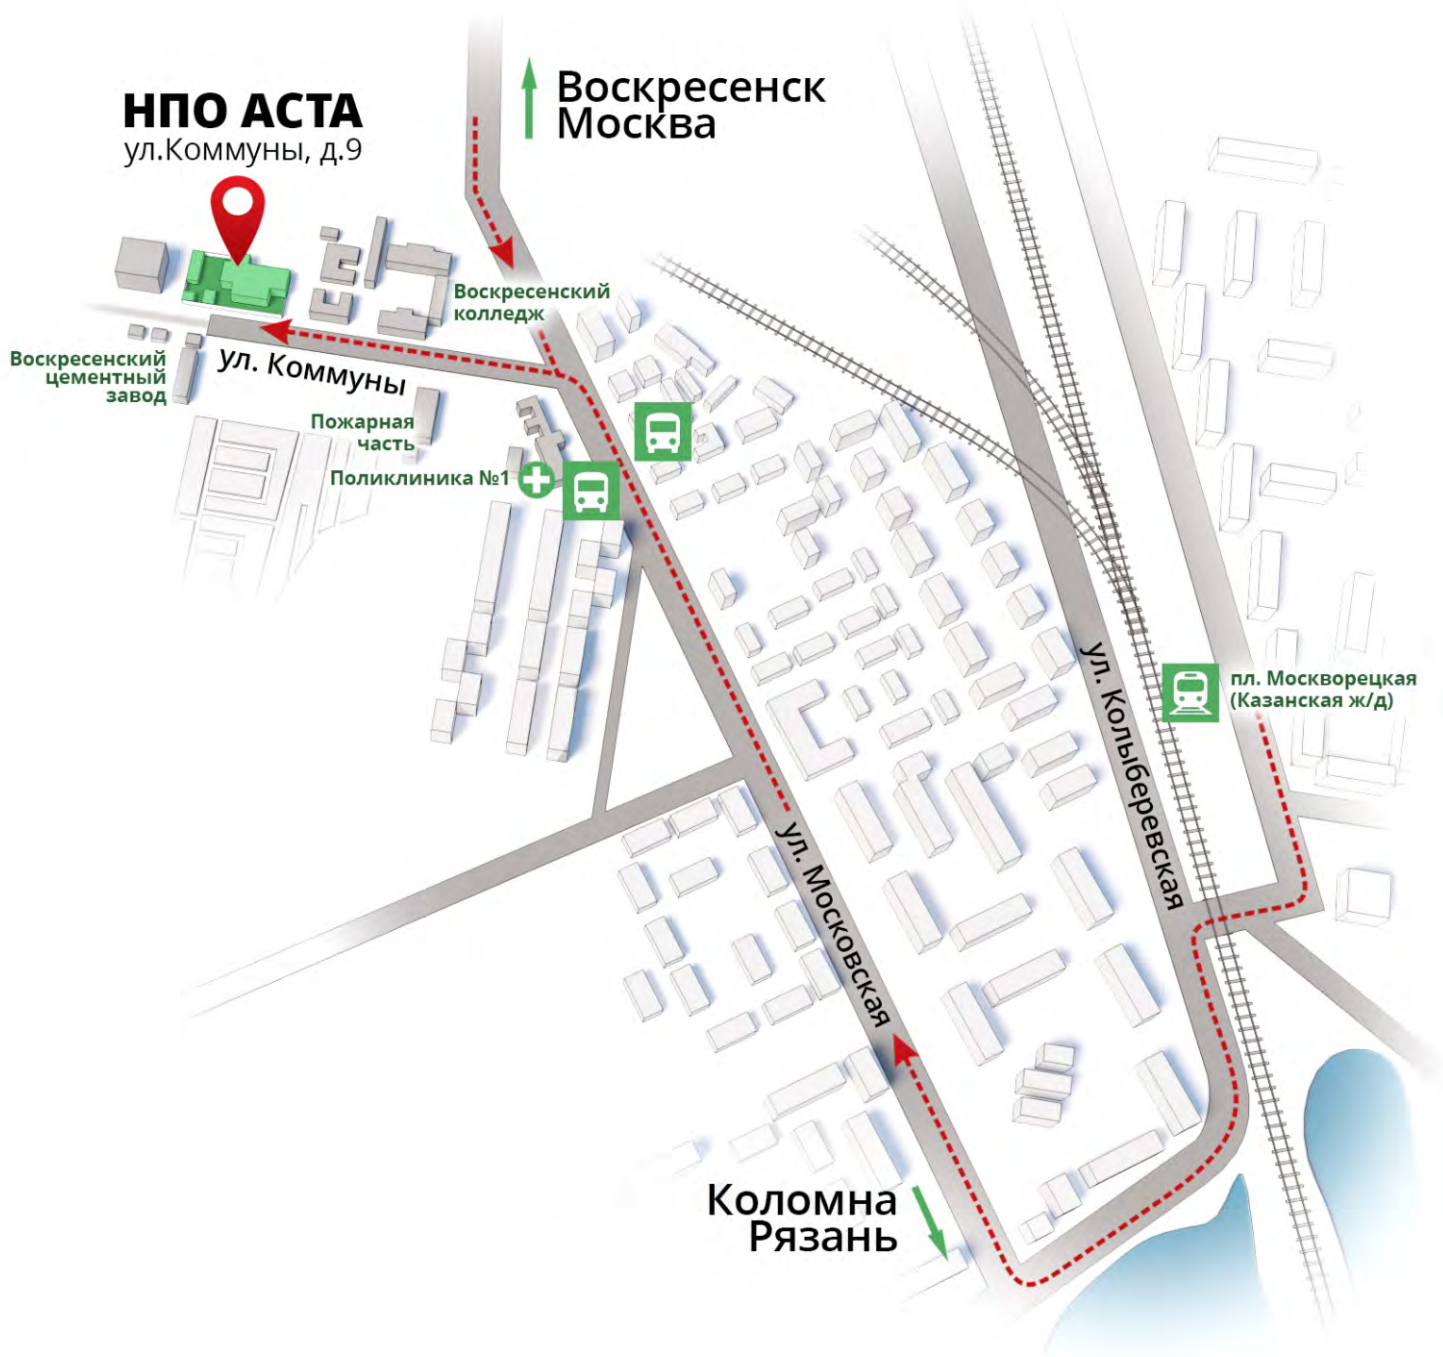 Воскресенск
Москва
НПО АСТА
ул.Коммуны, д.9
Воскресенский
колледж
Воскресенский
цементный
завод
ул. Коммуны
Пожарная
часть
Поликлиника №1
ул. Колыберевская
пл. Москворецкая
(Казанская ж/д)
ул. Московская
Коломна
Рязань